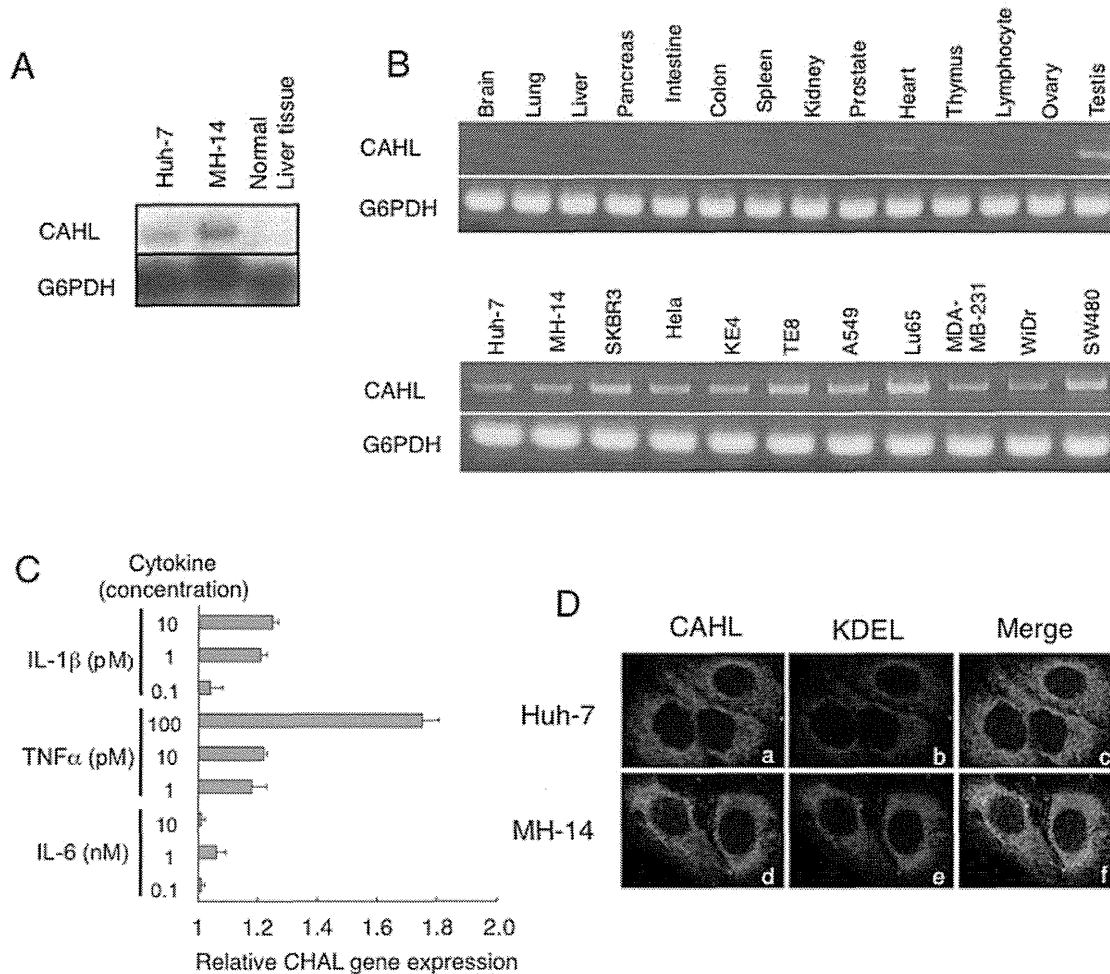 A
Huh-7
MH-14
Normal
Liver tissue
CAHL
G6PDH
B
Brain
Lung
Liver
Pancreas
Intestine
Colon
Spleen
Kidney
Prostate
Heart
Thymus
Lymphocyte
Ovary
Testis
CAHL
G6PDH
Huh-7
MH-14
SKBR3
Hela
KE4
TE8
A549
Lu65
MDA-
MB-231
WiDr
SW480
CAHL
G6PDH
C
Cytokine
(concentration)
IL-1β (pM)
10
1
0.1
TNFα (pM)
100
10
1
IL-6 (nM)
10
1
0.1
1 1.2 1.4 1.6 1.8 2.0
Relative CHAL gene expression
D
CAHL KDEL Merge
Huh-7
a b c
MH-14
d e f